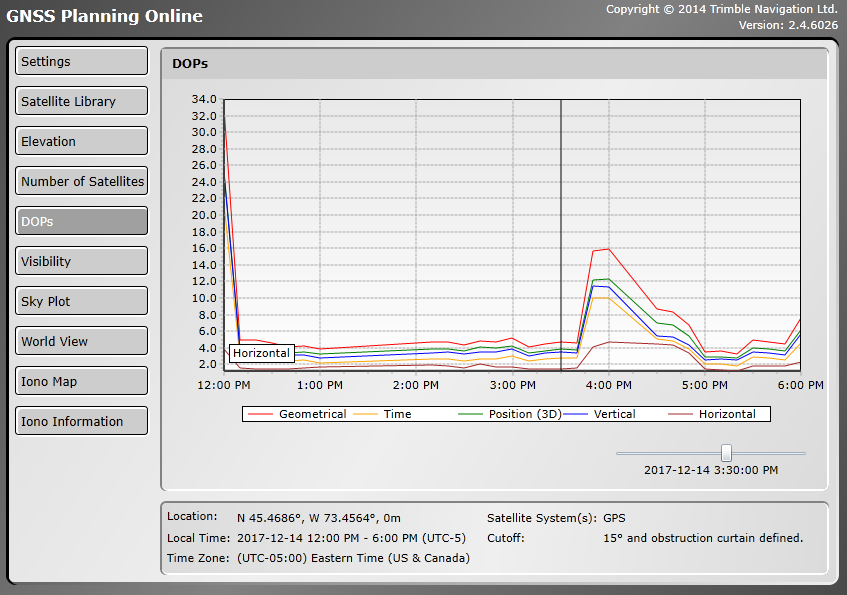 GNSS Planning Online
Copyright © 2014 Trimble Navigation Ltd.
Version: 2.4.6026
Settings
Satellite Library
Elevation
Number of Satellites
DOPs
Visibility
Sky Plot
World View
Iono Map
Iono Information
DOPs
34.0
32.0
30.0
28.0
26.0
24.0
22.0
20.0
18.0
16.0
14.0
12.0
10.0
8.0
6.0
4.0
2.0
Horizontal
12:00 PM 1:00 PM 2:00 PM 3:00 PM 4:00 PM 5:00 PM 6:00 PM
Geometrical Time Position (3D) Vertical Horizontal
2017-12-14 3:30:00 PM
Location: N 45.4686°, W 73.4564°, 0m
Local Time: 2017-12-14 12:00 PM - 6:00 PM (UTC-5)
Time Zone: (UTC-05:00) Eastern Time (US & Canada)
Satellite System(s): GPS
Cutoff: 15° and obstruction curtain defined.